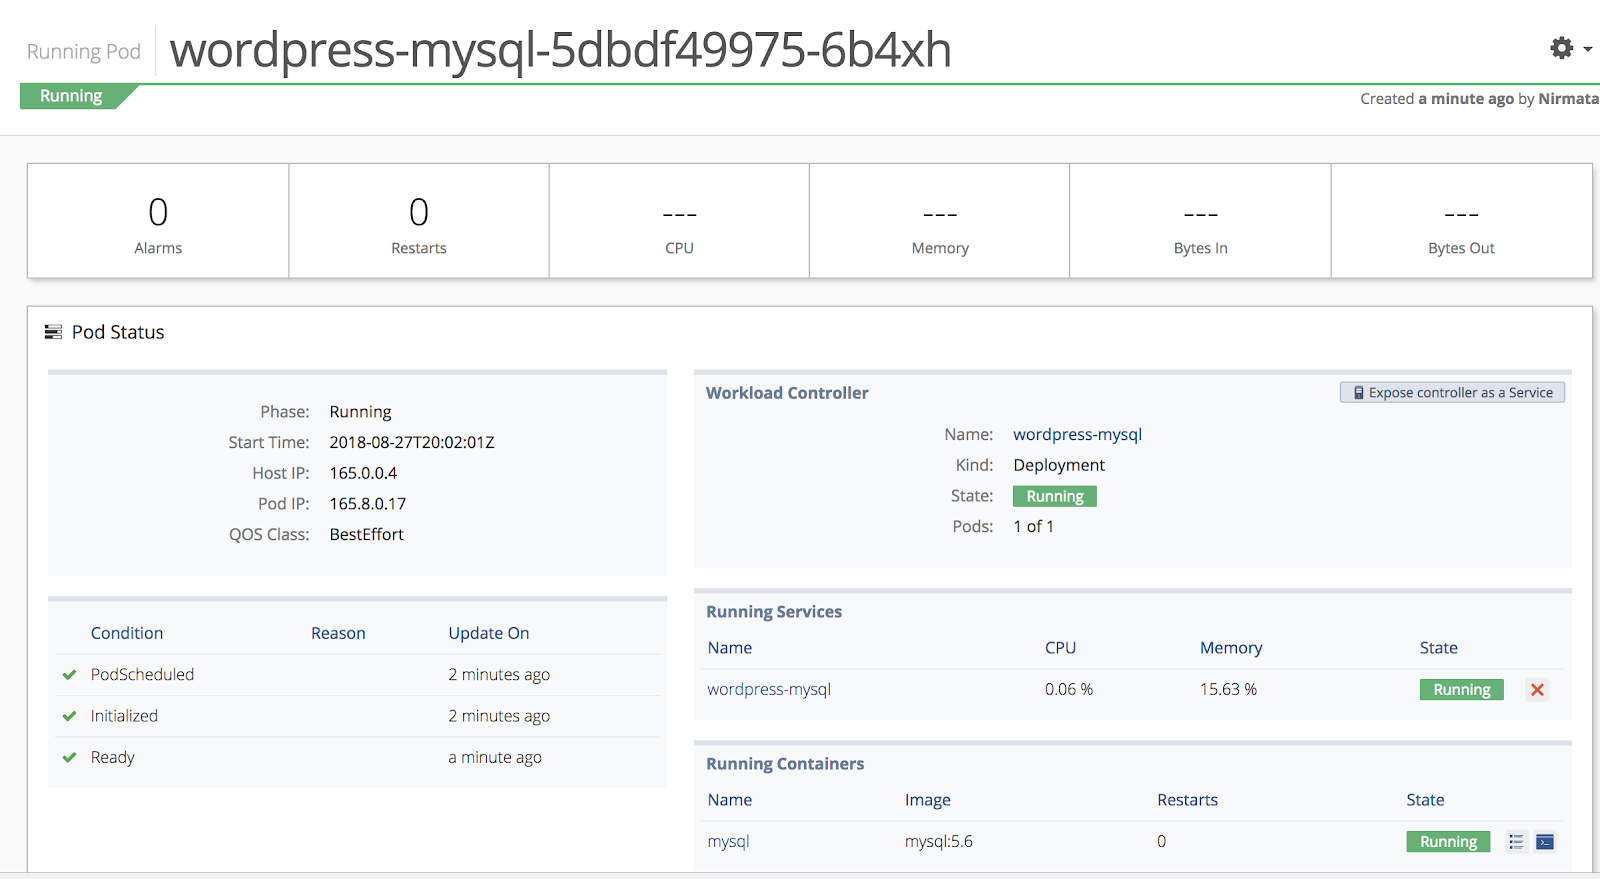 Running Pod
wordpress-mysql-5dbdf49975-6b4xh
Running
Created a minute ago by Nirmata
0
Alarms
0
Restarts
---
CPU
---
Memory
---
Bytes In
---
Bytes Out
Pod Status
Phase: Running
Start Time: 2018-08-27T20:02:01Z
Host IP: 165.0.0.4
Pod IP: 165.8.0.17
QOS Class: BestEffort
Condition Reason Update On
PodScheduled 2 minutes ago
Initialized 2 minutes ago
Ready a minute ago
Workload Controller
Expose controller as a Service
Name: wordpress-mysql
Kind: Deployment
State: Running
Pods: 1 of 1
Running Services
Name CPU Memory State
wordpress-mysql 0.06 % 15.63 % Running
Running Containers
Name Image Restarts State
mysql mysql:5.6 0 Running